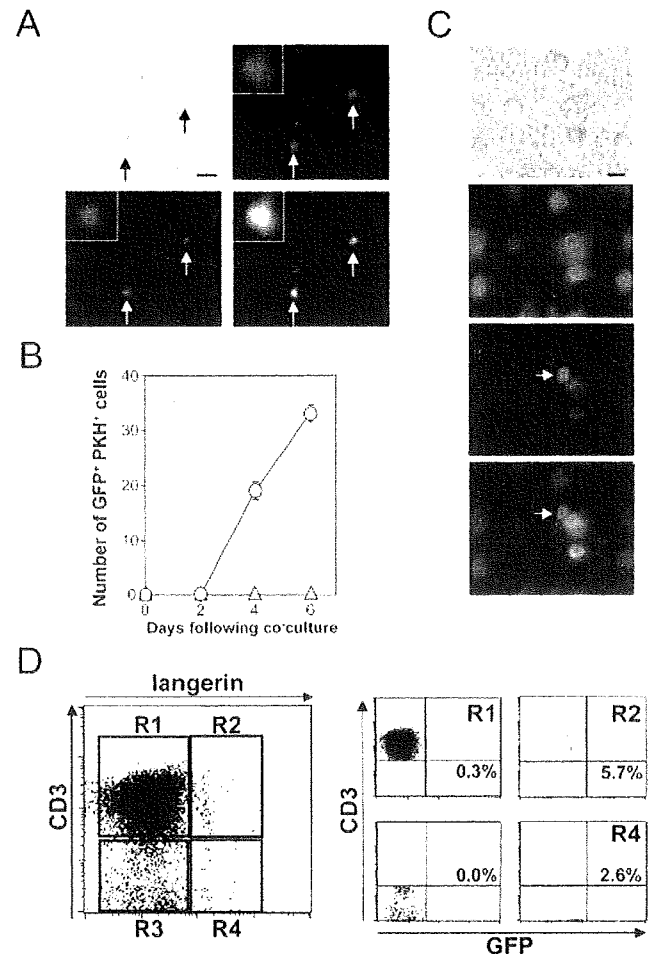 A
C
B
Number of GFP+ PKH+ cells
40
30
20
10
0
0 2 4 6
Days following co-culture
D
langerin
R1 R2
CD3
R3 R4
R1
0.3%
R2
5.7%
CD3
0.0%
R4
2.6%
GFP